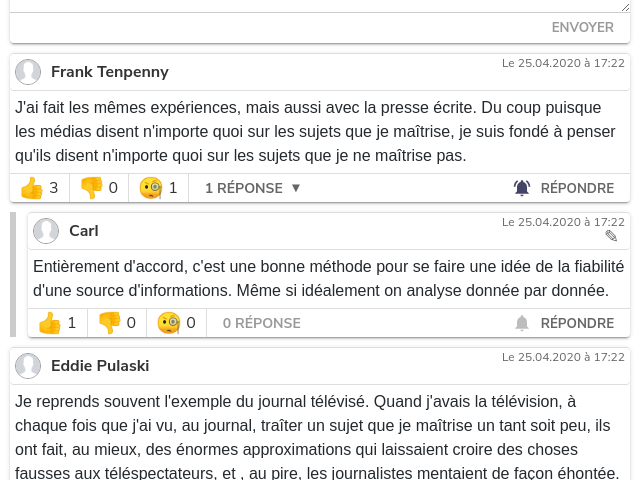 ENVOYER
Frank Tenpenny
Le 25.04.2020 à 17:22
J'ai fait les mêmes expériences, mais aussi avec la presse écrite. Du coup puisque
les médias disent n'importe quoi sur les sujets que je maîtrise, je suis fondé à penser
qu'ils disent n'importe quoi sur les sujets que je ne maîtrise pas.
3 0 1 1 RÉPONSE ▼ RÉPONDRE
Carl
Le 25.04.2020 à 17:22
Entièrement d'accord, c'est une bonne méthode pour se faire une idée de la fiabilité
d'une source d'informations. Même si idéalement on analyse donnée par donnée.
1 0 0 0 RÉPONSE RÉPONDRE
Eddie Pulaski
Le 25.04.2020 à 17:22
Je reprends souvent l'exemple du journal télévisé. Quand j'avais la télévision, à
chaque fois que j'ai vu, au journal, traîter un sujet que je maîtrise un tant soit peu, ils
ont fait, au mieux, des énormes approximations qui laissaient croire des choses
fausses aux téléspectateurs, et , au pire, les journalistes mentaient de façon éhontée.